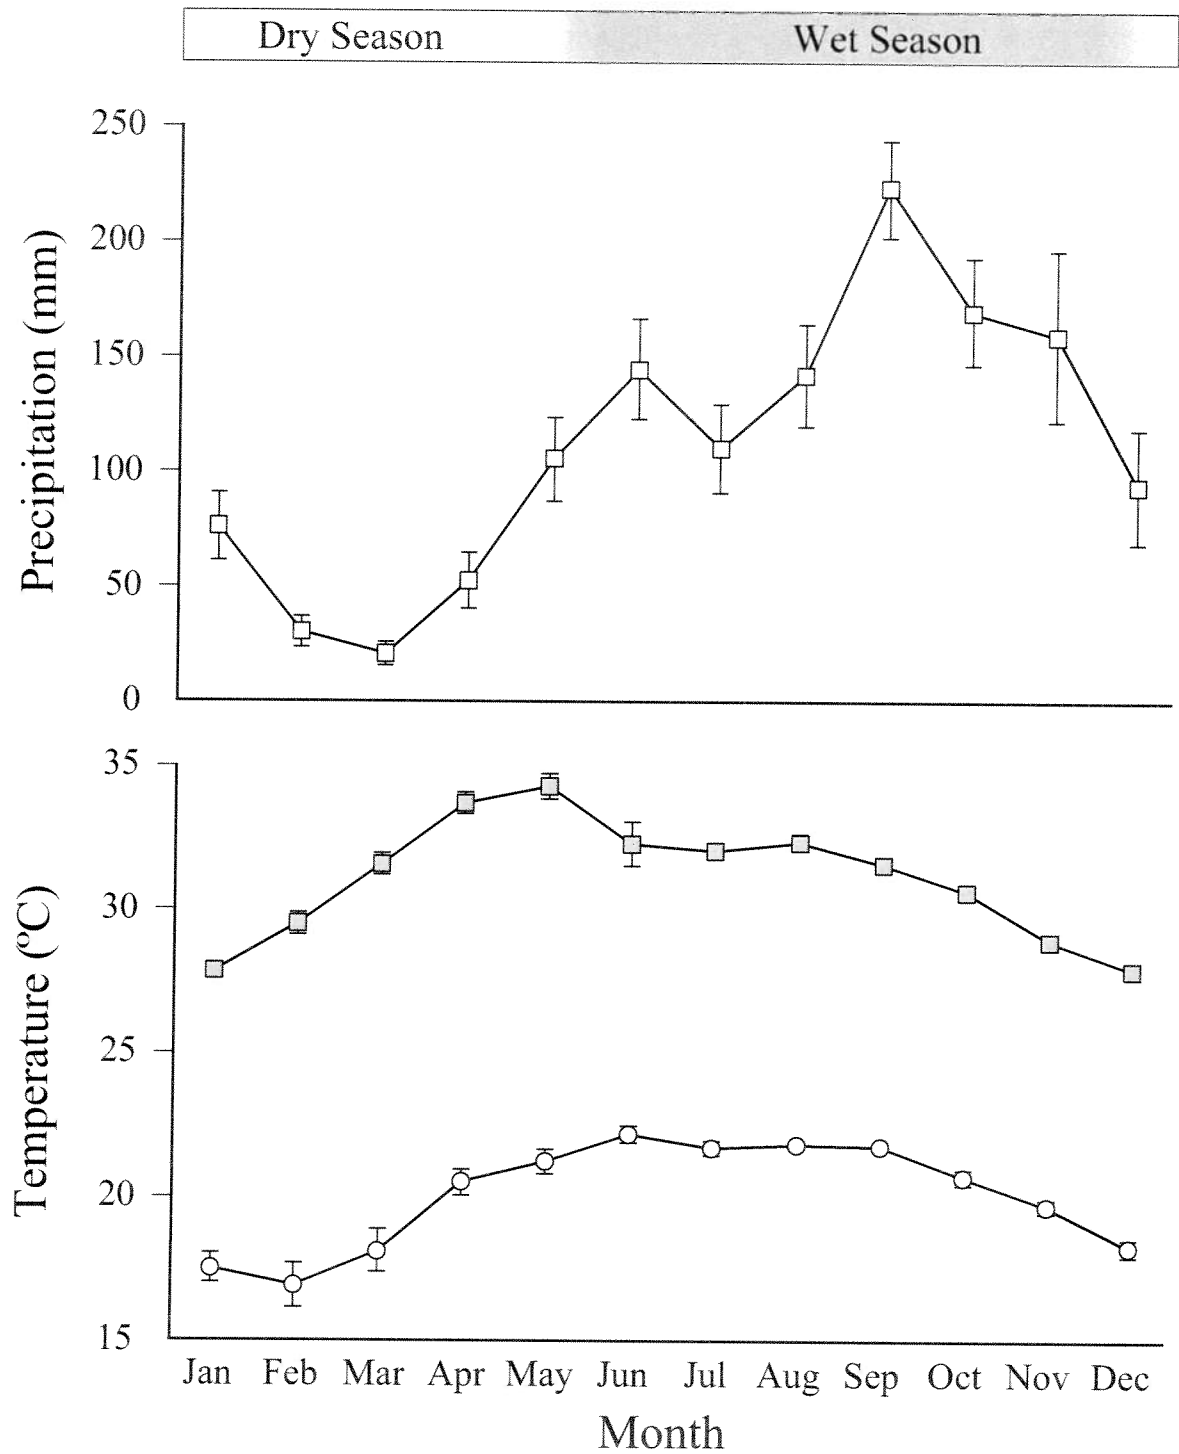 Dry Season Wet Season
250
200
150
100
50
0
Precipitation (mm)
35
30
25
20
15
Temperature (ºC)
Jan Feb Mar Apr May Jun Jul Aug Sep Oct Nov Dec
Month